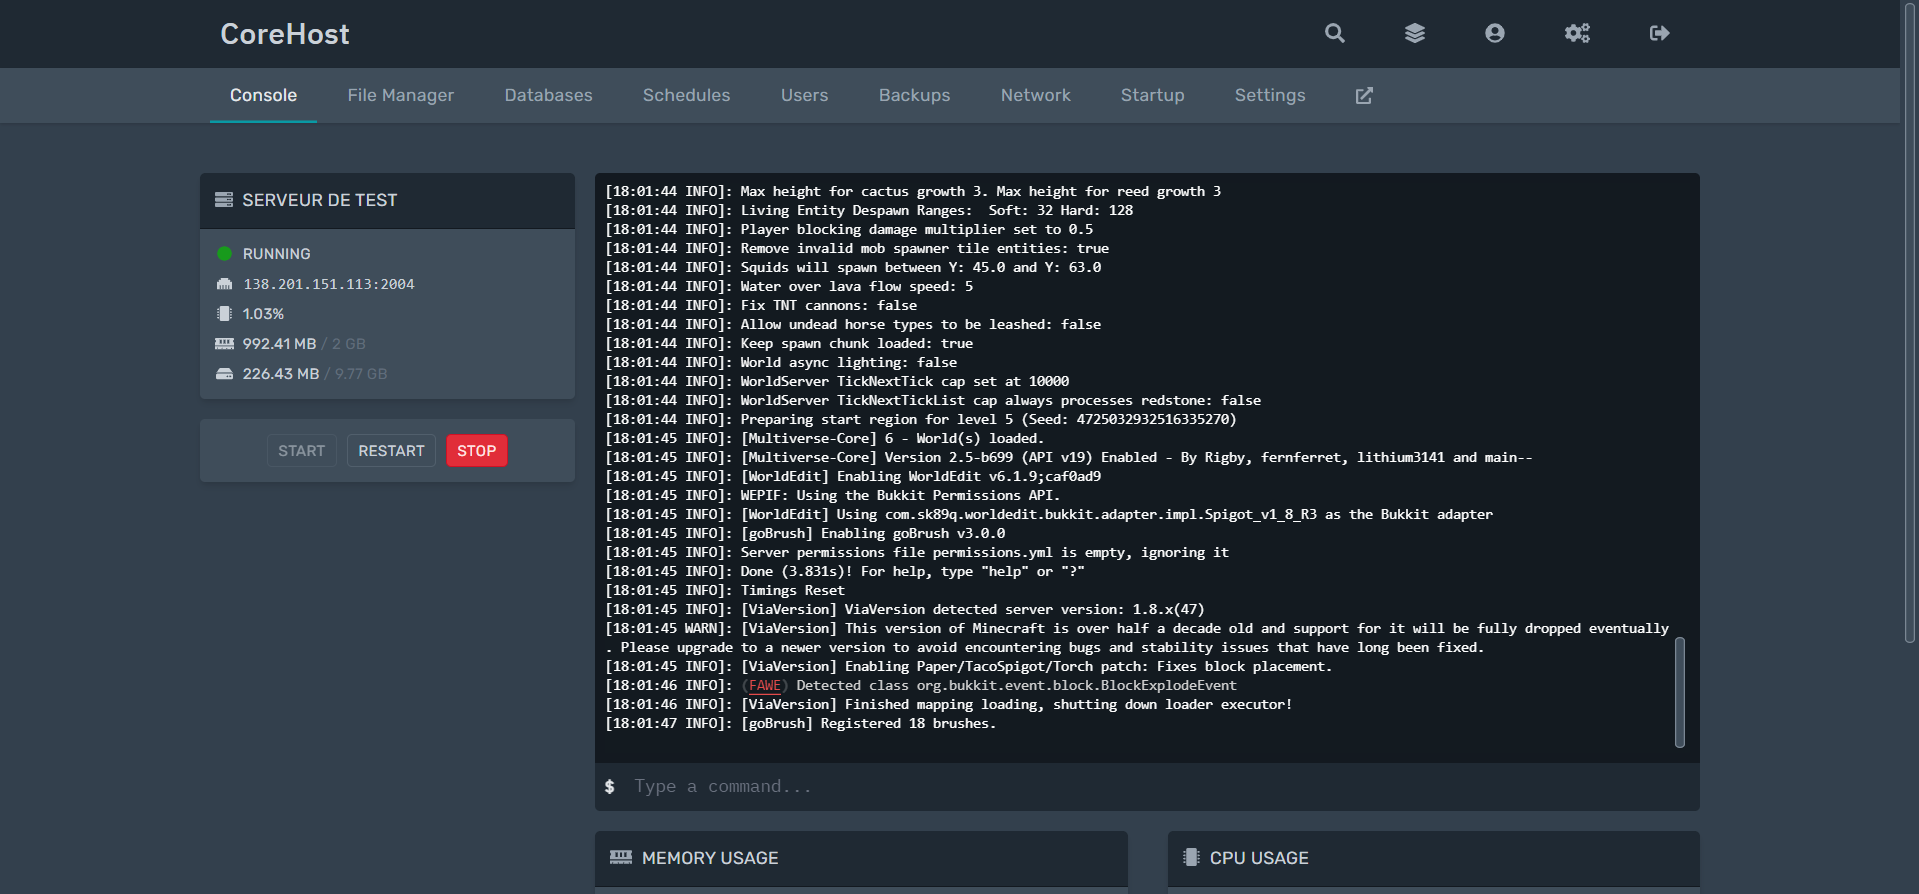 CoreHost
Console File Manager Databases Schedules Users Backups Network Startup Settings
SERVEUR DE TEST
RUNNING
138.201.151.113:2004
1.03%
992.41 MB / 2 GB
226.43 MB / 9.77 GB
START RESTART STOP
[18:01:44 INFO]: Max height for cactus growth 3. Max height for reed growth 3
[18:01:44 INFO]: Living Entity Despawn Ranges:  Soft: 32 Hard: 128
[18:01:44 INFO]: Player blocking damage multiplier set to 0.5
[18:01:44 INFO]: Remove invalid mob spawner tile entities: true
[18:01:44 INFO]: Squids will spawn between Y: 45.0 and Y: 63.0
[18:01:44 INFO]: Water over lava flow speed: 5
[18:01:44 INFO]: Fix TNT cannons: false
[18:01:44 INFO]: Allow undead horse types to be leashed: false
[18:01:44 INFO]: Keep spawn chunk loaded: true
[18:01:44 INFO]: World async lighting: false
[18:01:44 INFO]: WorldServer TickNextTick cap set at 10000
[18:01:44 INFO]: WorldServer TickNextTickList cap always processes redstone: false
[18:01:44 INFO]: Preparing start region for level 5 (Seed: 4725032932516335270)
[18:01:45 INFO]: [Multiverse-Core] 6 - World(s) loaded.
[18:01:45 INFO]: [Multiverse-Core] Version 2.5-b699 (API v19) Enabled - By Rigby, fernferret, lithium3141 and main--
[18:01:45 INFO]: [WorldEdit] Enabling WorldEdit v6.1.9;caf0ad9
[18:01:45 INFO]: WEPIF: Using the Bukkit Permissions API.
[18:01:45 INFO]: [WorldEdit] Using com.sk89q.worldedit.bukkit.adapter.impl.Spigot_v1_8_R3 as the Bukkit adapter
[18:01:45 INFO]: [goBrush] Enabling goBrush v3.0.0
[18:01:45 INFO]: Server permissions file permissions.yml is empty, ignoring it
[18:01:45 INFO]: Done (3.831s)! For help, type "help" or "?"
[18:01:45 INFO]: Timings Reset
[18:01:45 INFO]: [ViaVersion] ViaVersion detected server version: 1.8.x(47)
[18:01:45 WARN]: [ViaVersion] This version of Minecraft is over half a decade old and support for it will be fully dropped eventually
. Please upgrade to a newer version to avoid encountering bugs and stability issues that have long been fixed.
[18:01:45 INFO]: [ViaVersion] Enabling Paper/TacoSpigot/Torch patch: Fixes block placement.
[18:01:46 INFO]: (FAWE) Detected class org.bukkit.event.block.BlockExplodeEvent
[18:01:46 INFO]: [ViaVersion] Finished mapping loading, shutting down loader executor!
[18:01:47 INFO]: [goBrush] Registered 18 brushes.
$ Type a command...
MEMORY USAGE
CPU USAGE